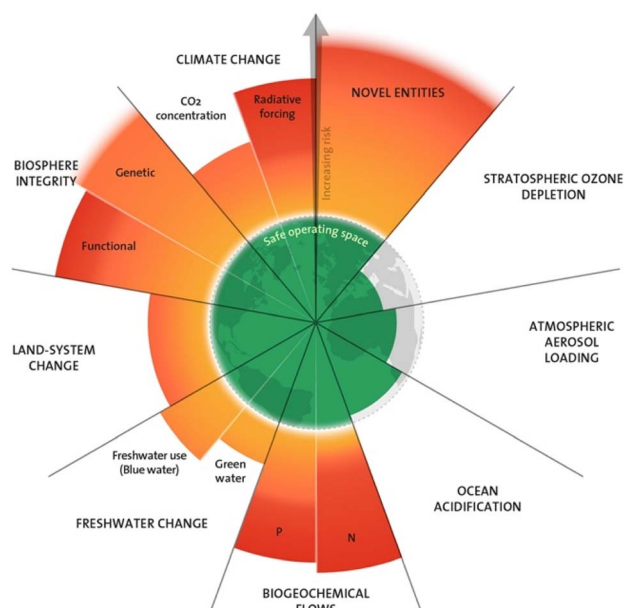 CLIMATE CHANGE
CO2
concentration
Radiative
forcing
NOVEL ENTITIES
Increasing risk
STRATOSPHERIC OZONE
DEPLETION
BIOSPHERE
INTEGRITY
Genetic
Functional
Safe operating space
ATMOSPHERIC
AEROSOL
LOADING
LAND-SYSTEM
CHANGE
Freshwater use
(Blue water)
Green
water
FRESHWATER CHANGE
OCEAN
ACIDIFICATION
P
N
BIOGEOCHEMICAL
FLOWS